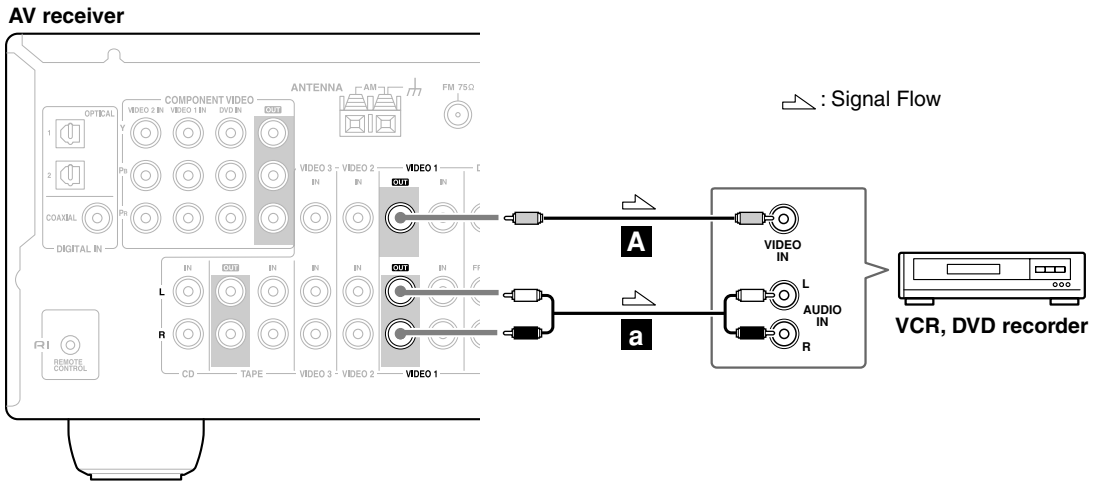 AV receiver
ANTENNA
AM
FM 75Ω
: Signal Flow
OPTICAL
1
2
COAXIAL
DIGITAL IN
COMPONENT VIDEO
VIDEO 2 IN VIDEO 1 IN DVD IN OUT
Y
PB
PR
VIDEO 3 VIDEO 2 VIDEO 1 D
IN IN OUT IN
A
VIDEO
IN
IN OUT IN IN IN OUT IN FR
L
R
a
L
AUDIO
IN
R
VCR, DVD recorder
RI
REMOTE
CONTROL
CD TAPE VIDEO 3 VIDEO 2 VIDEO 1